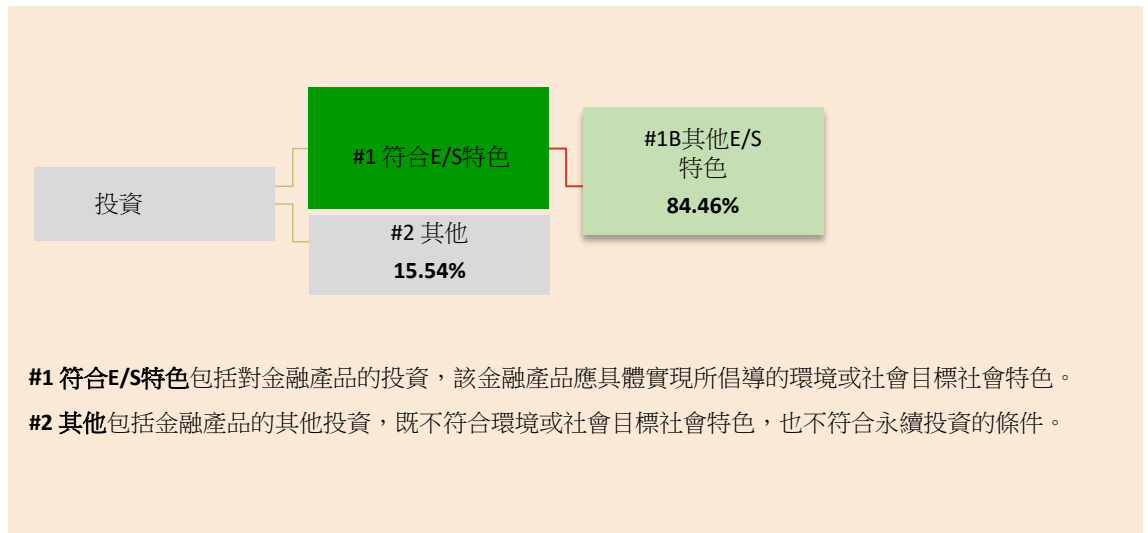 投資
#1 符合E/S特色
#1B其他E/S
特色
84.46%
#2 其他
15.54%
#1 符合E/S特色包括對金融產品的投資，該金融產品應具體實現所倡導的環境或社會目標社會特色。
#2 其他包括金融產品的其他投資，既不符合環境或社會目標社會特色，也不符合永續投資的條件。